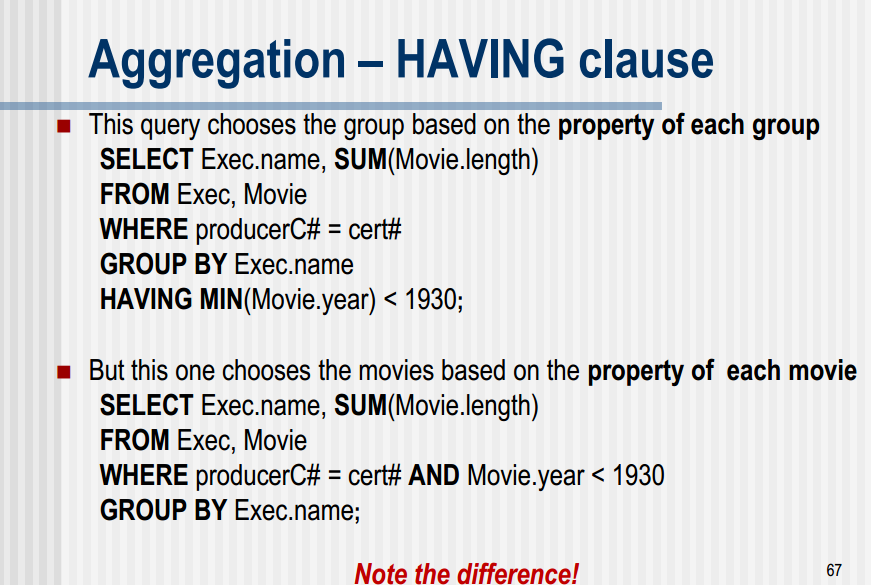 Aggregation – HAVING clause
This query chooses the group based on the property of each group
SELECT Exec.name, SUM(Movie.length)
FROM Exec, Movie
WHERE producerC# = cert#
GROUP BY Exec.name
HAVING MIN(Movie.year) < 1930;
But this one chooses the movies based on the property of each movie
SELECT Exec.name, SUM(Movie.length)
FROM Exec, Movie
WHERE producerC# = cert# AND Movie.year < 1930
GROUP BY Exec.name;
Note the difference!
67